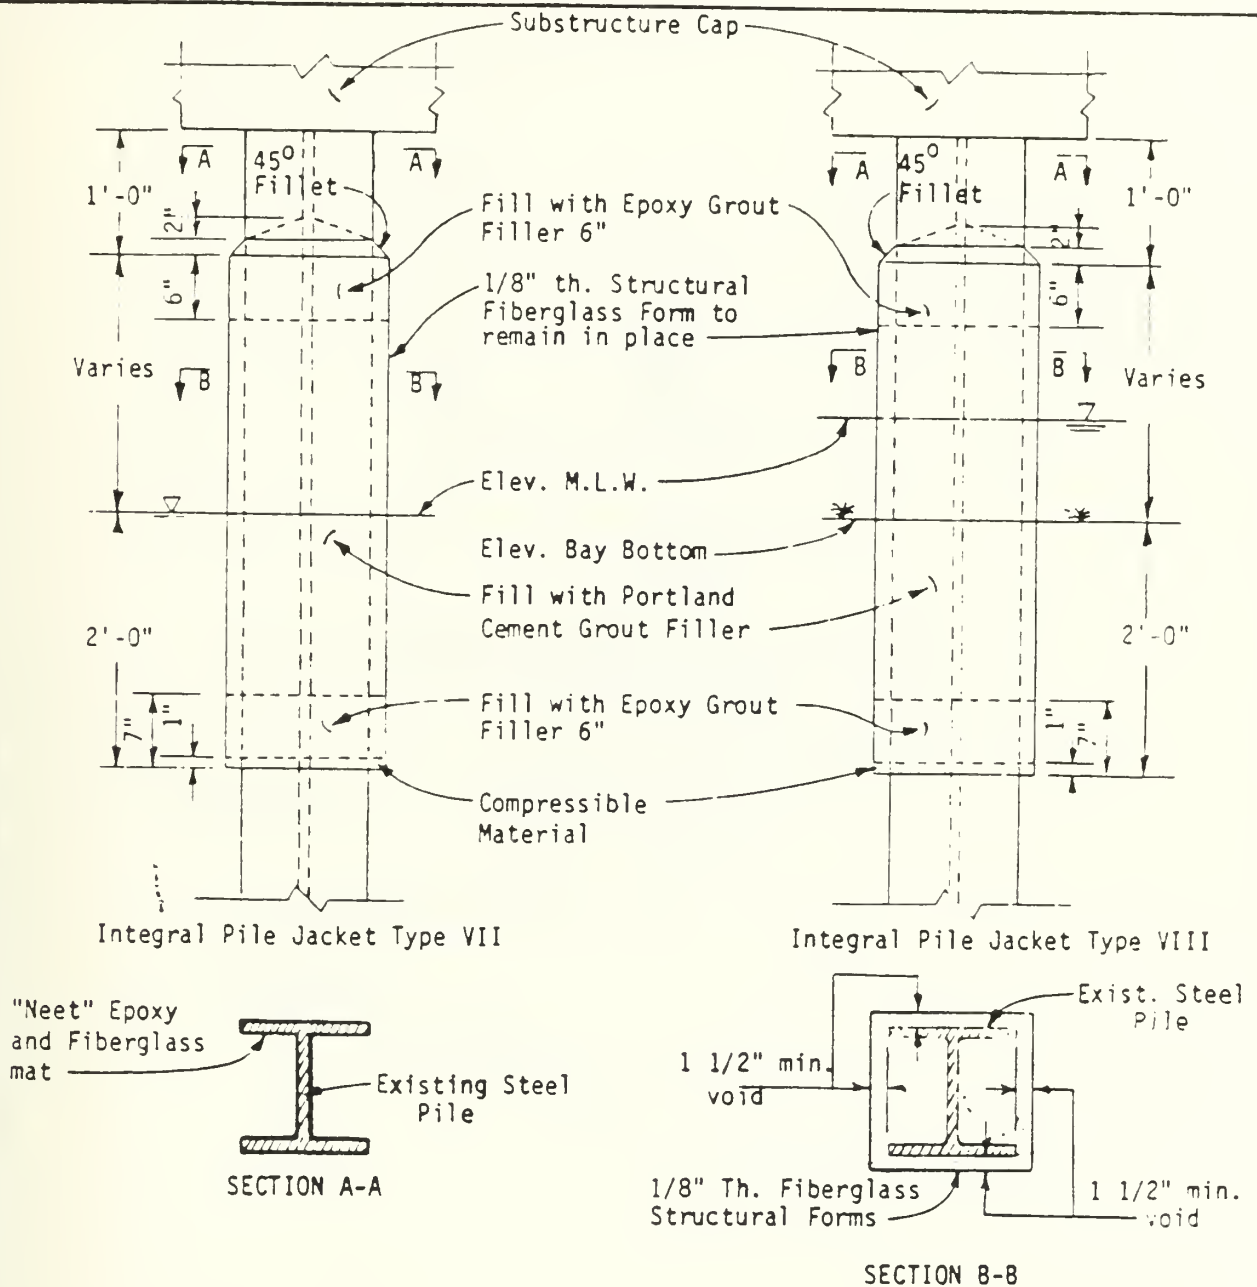 Substructure Cap
A
A
A
A
45° Fillet
45° Fillet
1'-0"
1'-0"
2"
2"
Fill with Epoxy Grout
Filler 6"
6"
6"
1/8" th. Structural
Fiberglass Form to
remain in place
Varies
Varies
B
B
B
B
Elev. M.L.W.
Elev. Bay Bottom
Fill with Portland
Cement Grout Filler
2'-0"
2'-0"
Fill with Epoxy Grout
Filler 6"
7"
1"
1"
7"
Compressible
Material
Integral Pile Jacket Type VII
Integral Pile Jacket Type VIII
"Neet" Epoxy
and Fiberglass
mat
Existing Steel
Pile
SECTION A-A
Exist. Steel
Pile
1 1/2" min.
void
1/8" Th. Fiberglass
Structural Forms
1 1/2" min.
void
SECTION B-B